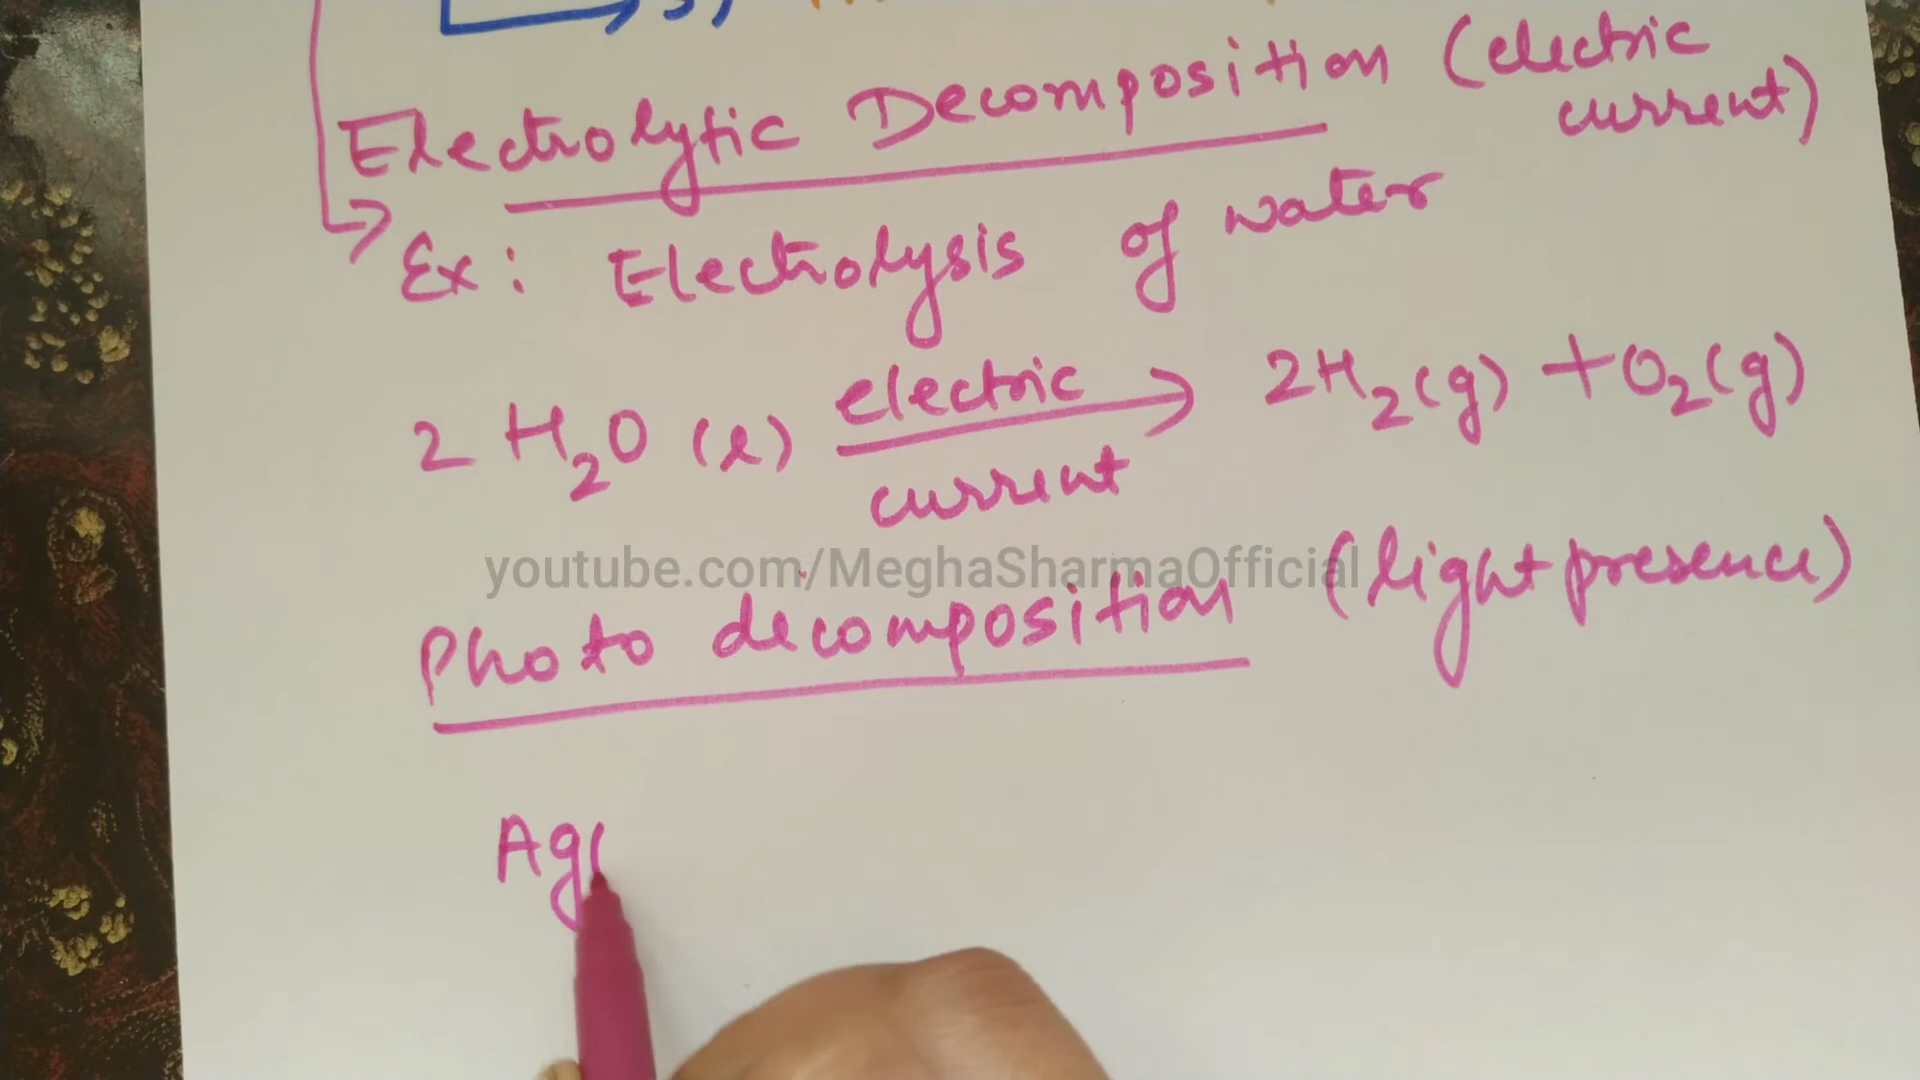 Electrolytic Decomposition (electric
current)
Ex: Electrolysis of water
2 H₂O (l) electric current → 2H₂(g) + O₂(g)
youtube.com/MeghaSharmaOfficial
Photo decomposition (light presence)
Ag